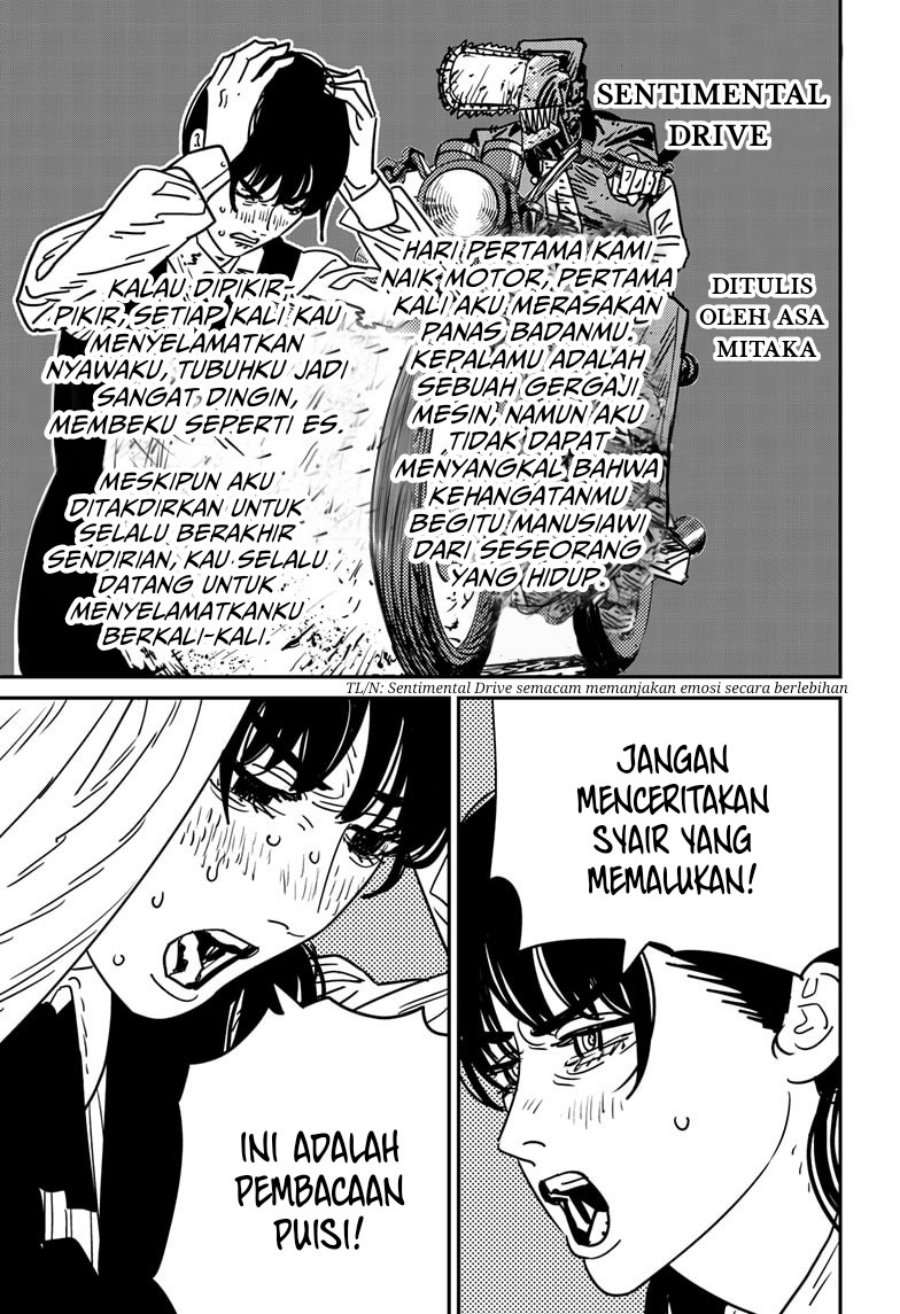 SENTIMENTAL
DRIVE
DITULIS
OLEH ASA
MITAKA
HARI PERTAMA KAMI
NAIK MOTOR, PERTAMA
KALI AKU MERASAKAN
PANAS BADANMU.
KEPALAMU ADALAH
SEBUAH GERGAJI
MESIN, NAMUN AKU
TIDAK DAPAT
MENYANGKAL BAHWA
KEHANGATANMU
BEGITU MANUSIAWI
DARI SESEORANG
YANG HIDUP.
KALAU DIPIKIR-
PIKIR, SETIAP KALI KAU
MENYELAMATKAN
NYAWAKU, TUBUHKU JADI
SANGAT DINGIN,
MEMBEKU SEPERTI ES.
MESKIPUN AKU
DITAKDIRKAN UNTUK
SELALU BERAKHIR
SENDIRIAN, KAU SELALU
DATANG UNTUK
MENYELAMATKANKU
BERKALI-KALI.
TL/N: Sentimental Drive semacam memanjakan emosi secara berlebihan
JANGAN
MENCERITAKAN
SYAIR YANG
MEMALUKAN!
INI ADALAH
PEMBACAAN
PUISI!